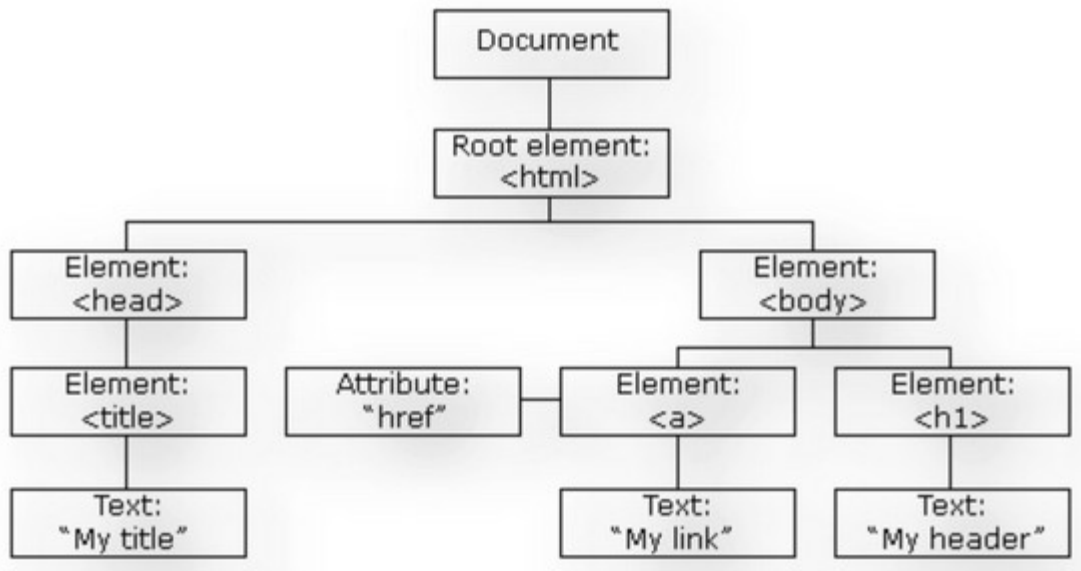 Document
Root element:
<html>
Element:
<head>
Element:
<body>
Element:
<title>
Attribute:
“href”
Element:
<a>
Element:
<h1>
Text:
“My title”
Text:
“My link”
Text:
“My header”